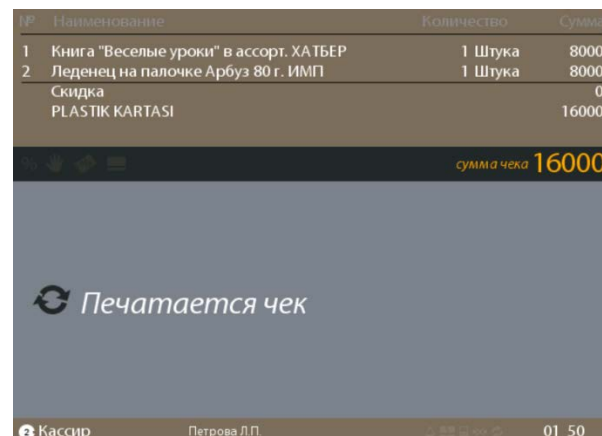 № Наименование Количество Сумма
1 Книга "Веселые уроки" в ассорт. ХАТБЕР 1 Штука 8000
2 Леденец на палочке Арбуз 80 г. ИМП 1 Штука 8000
Скидка 0
PLASTIK KARTASI 16000
% сумма чека 16000
Печатается чек
2 Кассир Петрова Л.П. 01 50